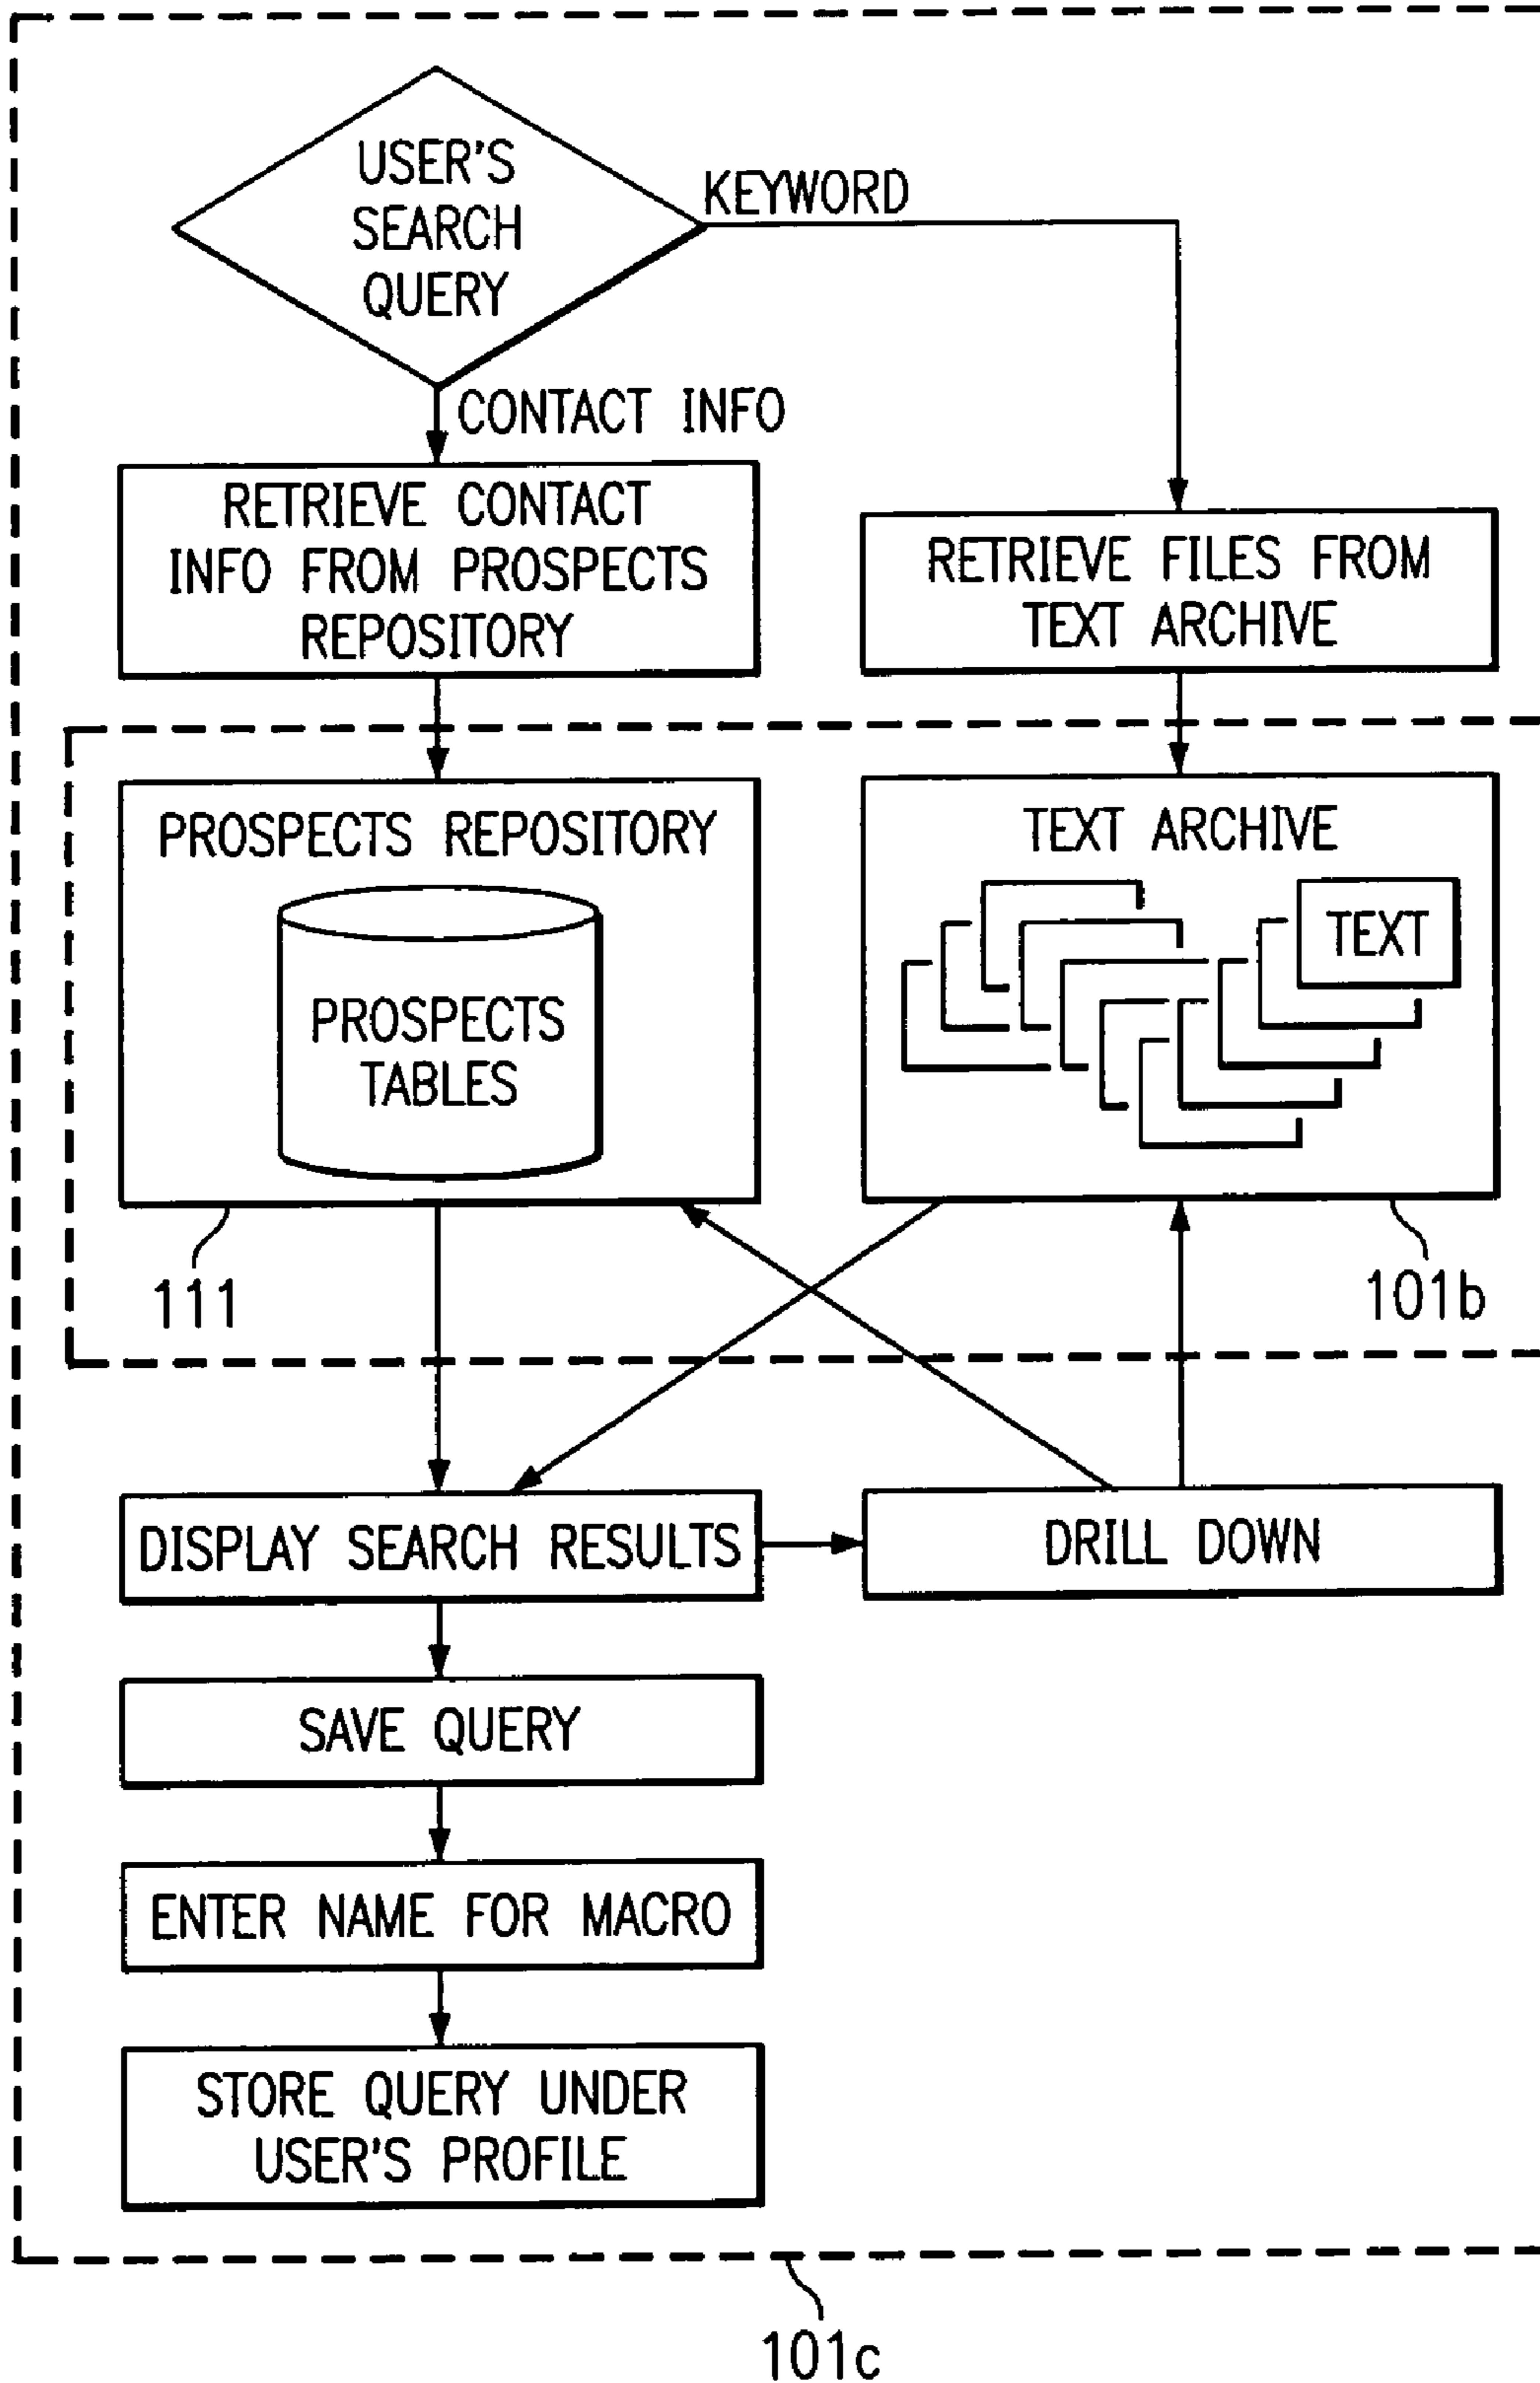 USER'S
SEARCH
QUERY
KEYWORD
CONTACT INFO
RETRIEVE CONTACT
INFO FROM PROSPECTS
REPOSITORY
RETRIEVE FILES FROM
TEXT ARCHIVE
PROSPECTS REPOSITORY
PROSPECTS
TABLES
TEXT ARCHIVE
TEXT
111
101b
DISPLAY SEARCH RESULTS
DRILL DOWN
SAVE QUERY
ENTER NAME FOR MACRO
STORE QUERY UNDER
USER'S PROFILE
101c